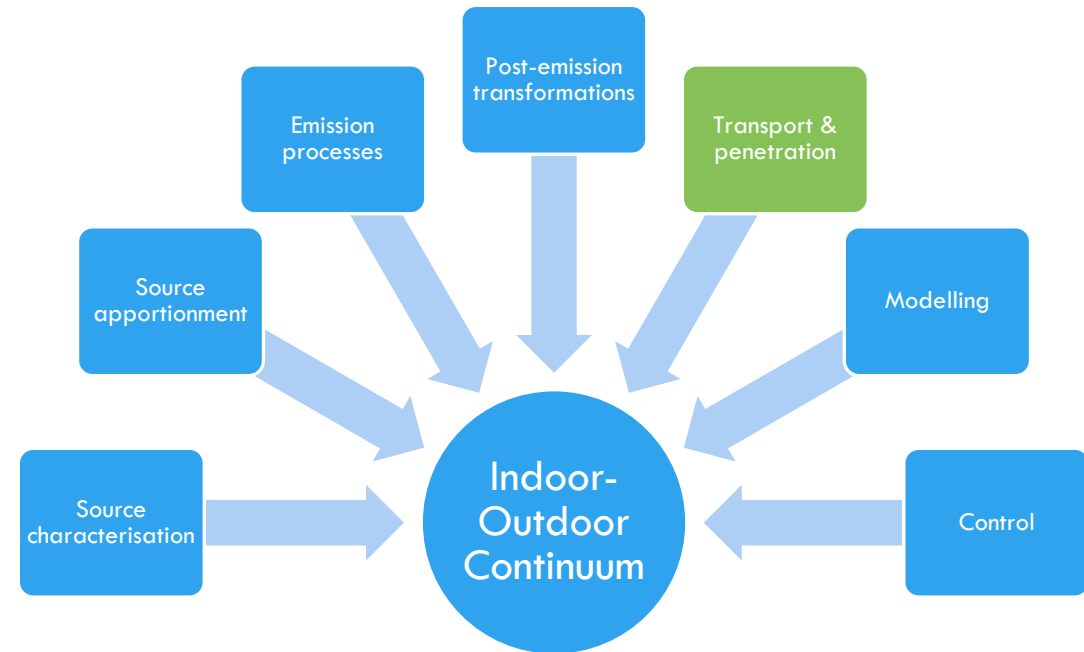 Post-emission
transformations
Emission
processes
Transport &
penetration
Source
apportionment
Modelling
Source
characterisation
Indoor-
Outdoor
Continuum
Control